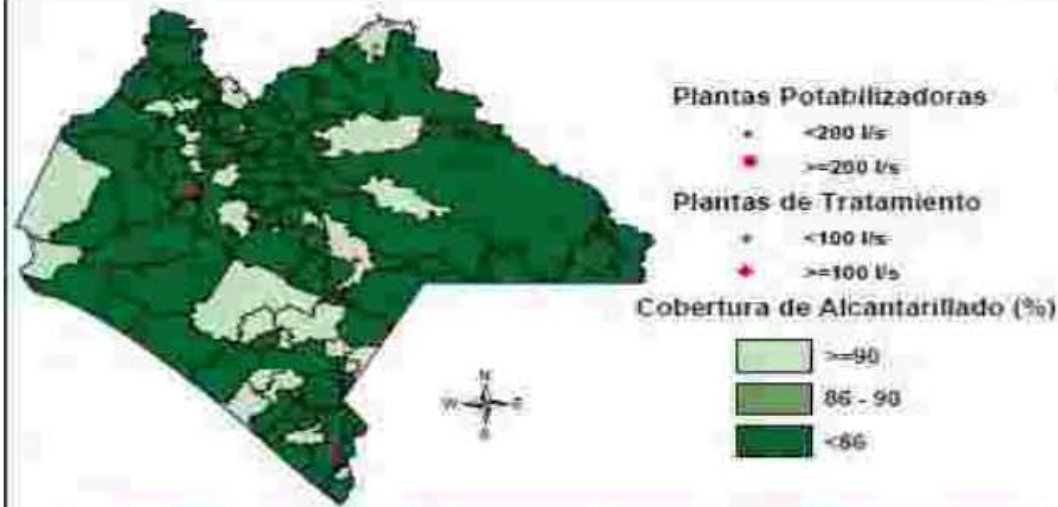 Plantas Potabilizadoras
<200 l/s
>=200 l/s
Plantas de Tratamiento
<100 l/s
>=100 l/s
Cobertura de Alcantarillado (%)
>=90
86 - 90
<86
N
W E
S